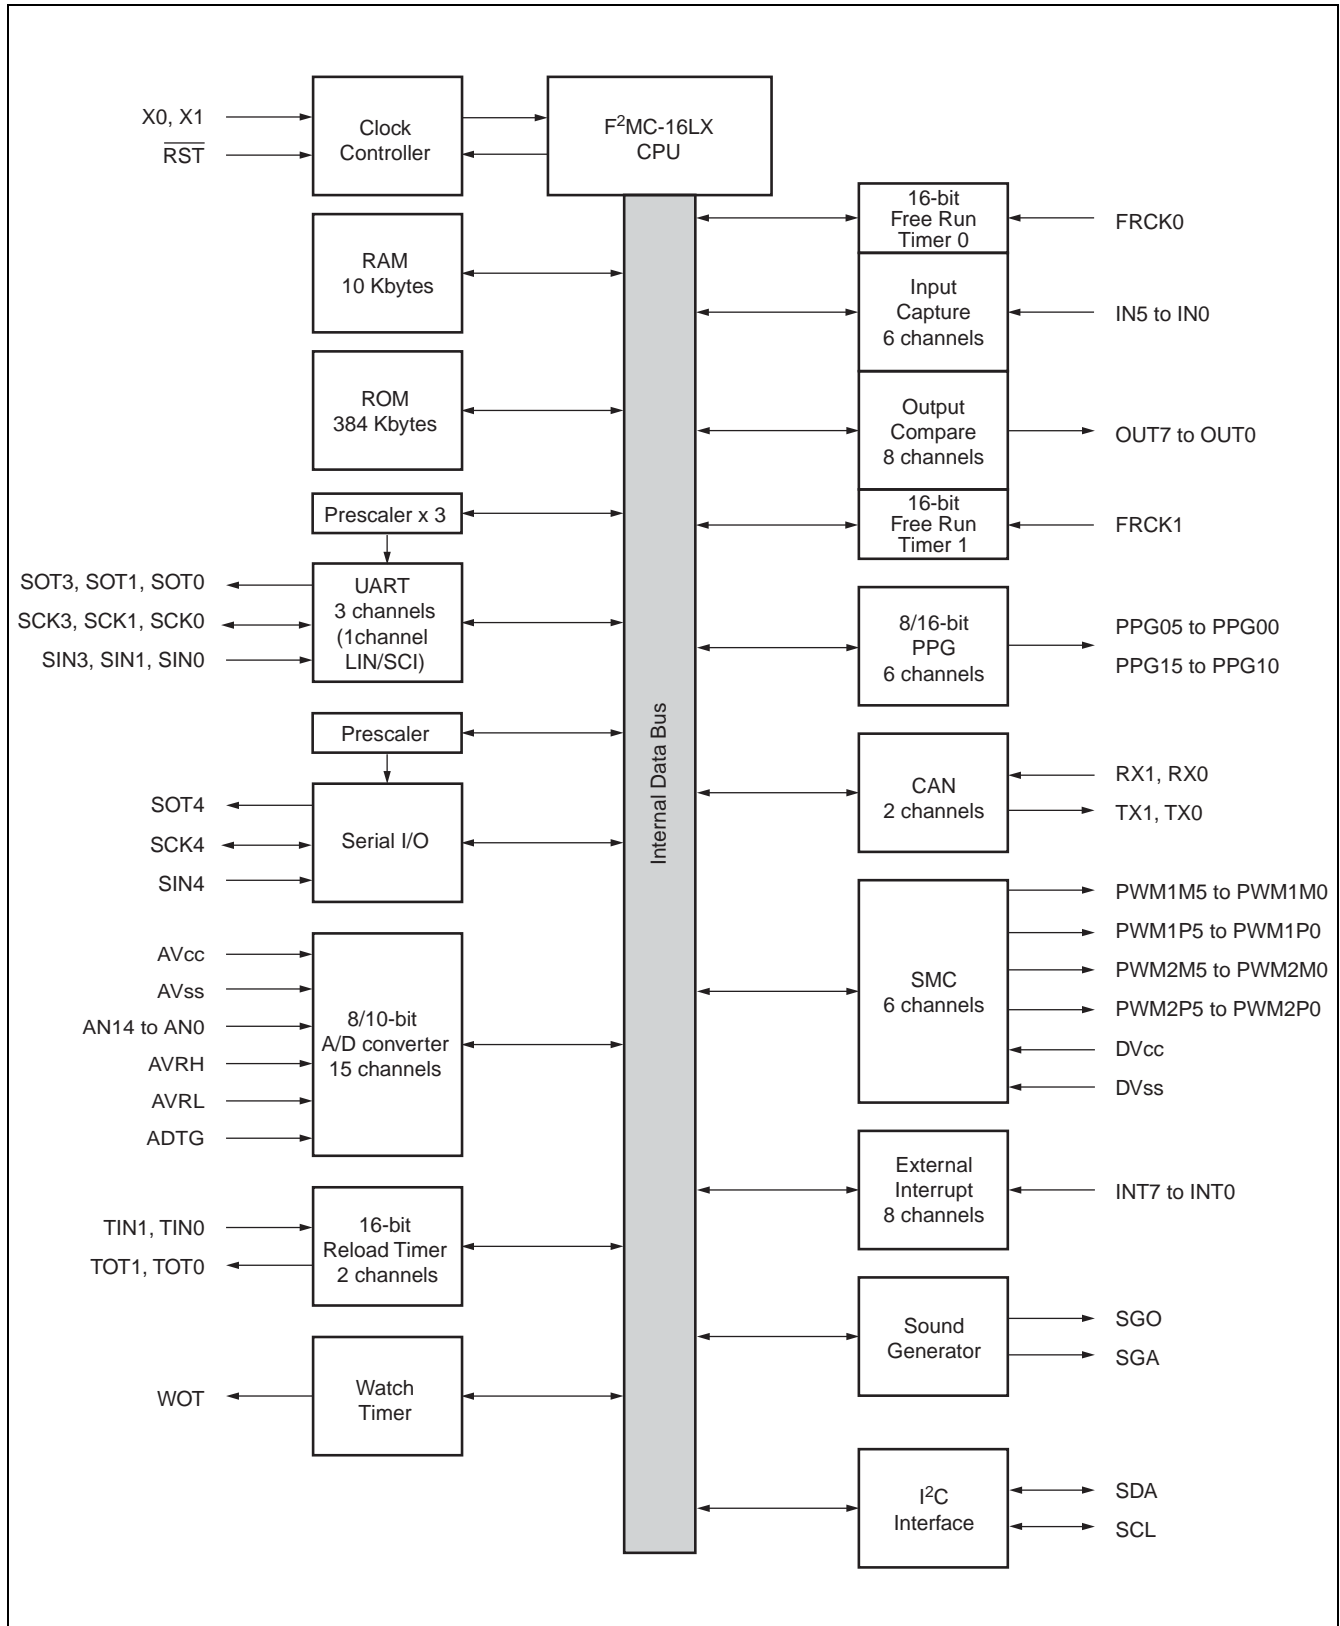 X0, X1
RST
Clock
Controller
F²MC-16LX
CPU
RAM
10 Kbytes
ROM
384 Kbytes
Prescaler x 3
SOT3, SOT1, SOT0
SCK3, SCK1, SCK0
SIN3, SIN1, SIN0
UART
3 channels
(1channel
LIN/SCI)
Prescaler
SOT4
SCK4
SIN4
Serial I/O
AVcc
AVss
AN14 to AN0
AVRH
AVRL
ADTG
8/10-bit
A/D converter
15 channels
TIN1, TIN0
TOT1, TOT0
16-bit
Reload Timer
2 channels
WOT
Watch
Timer
Internal Data Bus
16-bit
Free Run
Timer 0
FRCK0
Input
Capture
6 channels
IN5 to IN0
Output
Compare
8 channels
OUT7 to OUT0
16-bit
Free Run
Timer 1
FRCK1
8/16-bit
PPG
6 channels
PPG05 to PPG00
PPG15 to PPG10
CAN
2 channels
RX1, RX0
TX1, TX0
SMC
6 channels
PWM1M5 to PWM1M0
PWM1P5 to PWM1P0
PWM2M5 to PWM2M0
PWM2P5 to PWM2P0
DVcc
DVss
External
Interrupt
8 channels
INT7 to INT0
Sound
Generator
SGO
SGA
I²C
Interface
SDA
SCL